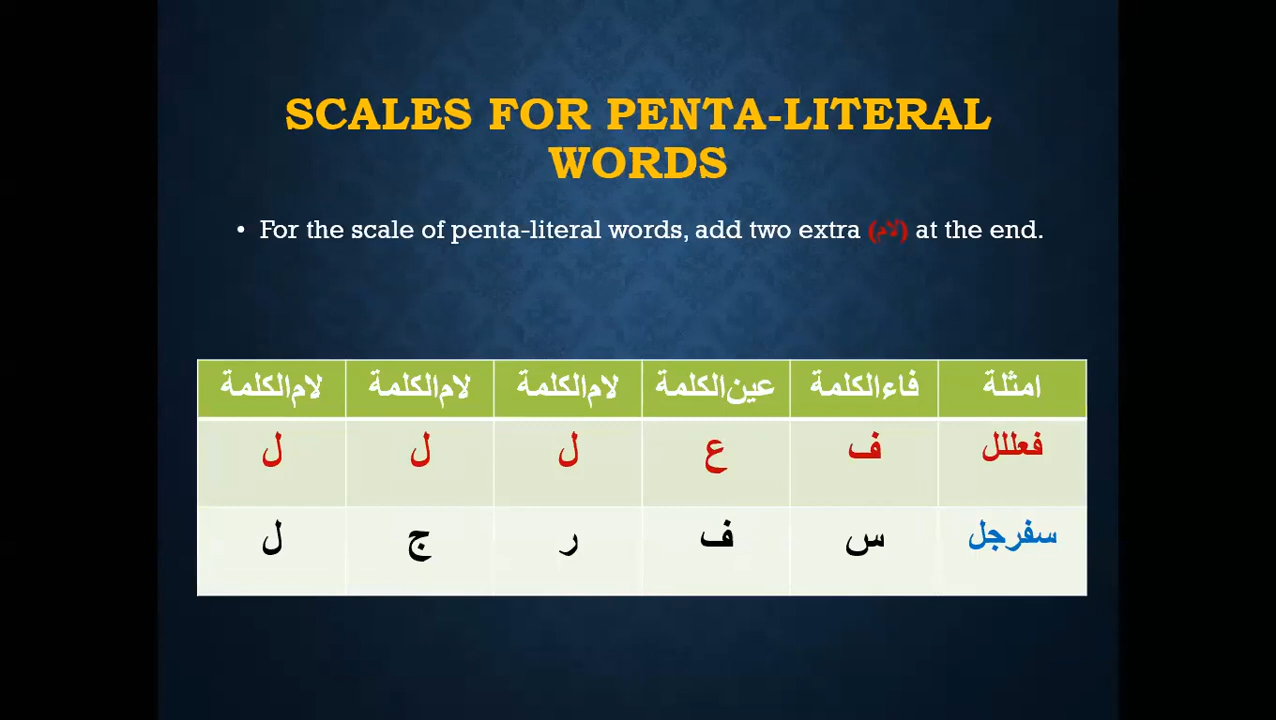 SCALES FOR PENTA-LITERAL
WORDS
• For the scale of penta-literal words, add two extra (لام) at the end.
امثلة فاءالكلمة عين‌الكلمة لام‌الكلمة لام‌الكلمة لام‌الكلمة
فعللل ف ع ل ل ل
سفرجل س ف ر ج ل